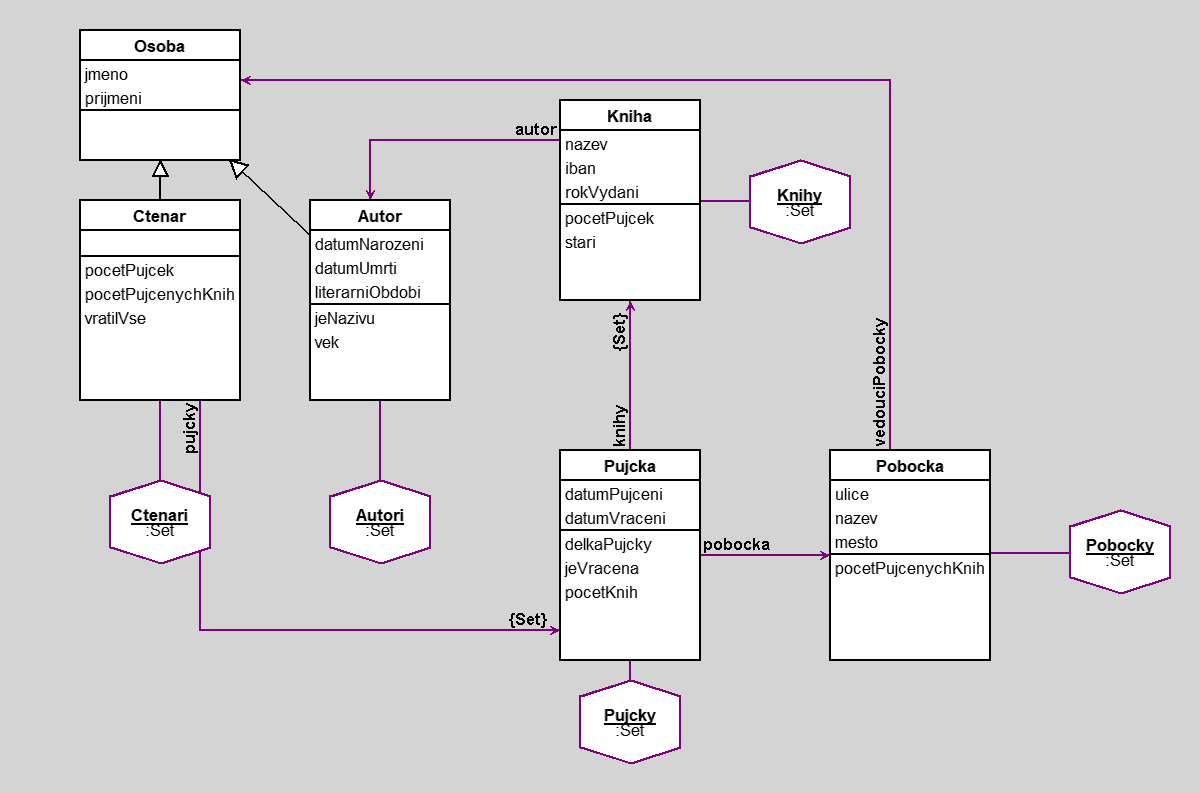 Osoba
jmeno
prijmeni
autor
Kniha
nazev
iban
rokVydani
pocetPujcek
stari
Knihy
:Set
Ctenar
pocetPujcek
pocetPujcenychKnih
vratilVse
Autor
datumNarozeni
datumUmrti
literarniObdobi
jeNazivu
vek
{Set}
knihy
vedouciPobocky
pujcky
Ctenari
:Set
Autori
:Set
Pujcka
datumPujceni
datumVraceni
delkaPujcky
jeVracena
pocetKnih
pobocka
Pobocka
ulice
nazev
mesto
pocetPujcenychKnih
Pobocky
:Set
{Set}
Pujcky
:Set